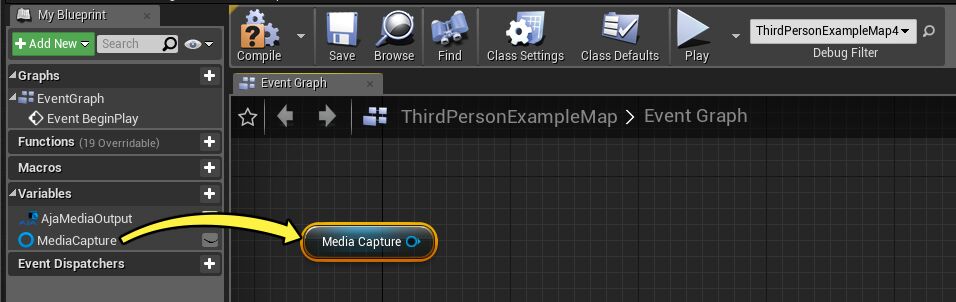 My Blueprint
Add New
Search
Compile
Save
Browse
Find
Class Settings
Class Defaults
Play
ThirdPersonExampleMap4
Debug Filter
Graphs
EventGraph
Event BeginPlay
Functions (19 Overridable)
Macros
Variables
AjaMediaOutput
MediaCapture
Event Dispatchers
Event Graph
ThirdPersonExampleMap > Event Graph
Media Capture